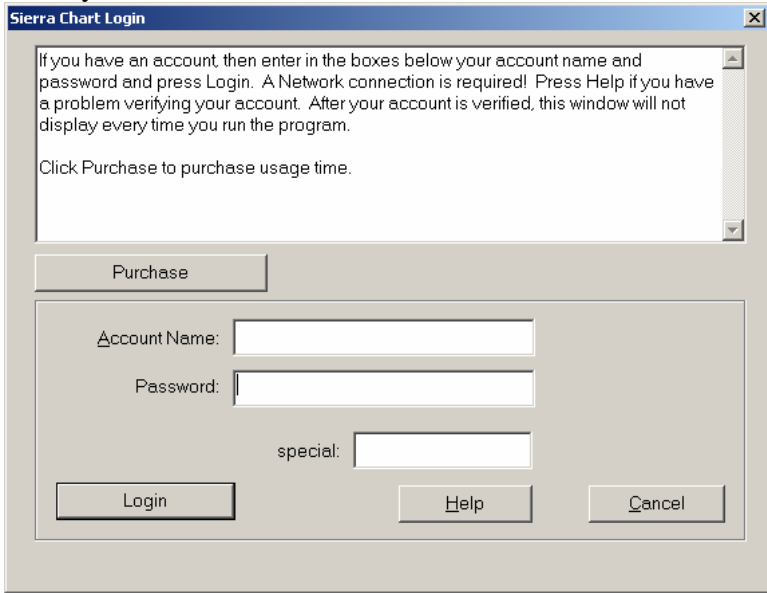 Sierra Chart Login
If you have an account, then enter in the boxes below your account name and
password and press Login. A Network connection is required! Press Help if you have
a problem verifying your account. After your account is verified, this window will not
display every time you run the program.
Click Purchase to purchase usage time.
Purchase
Account Name:
Password:
special:
Login Help Cancel